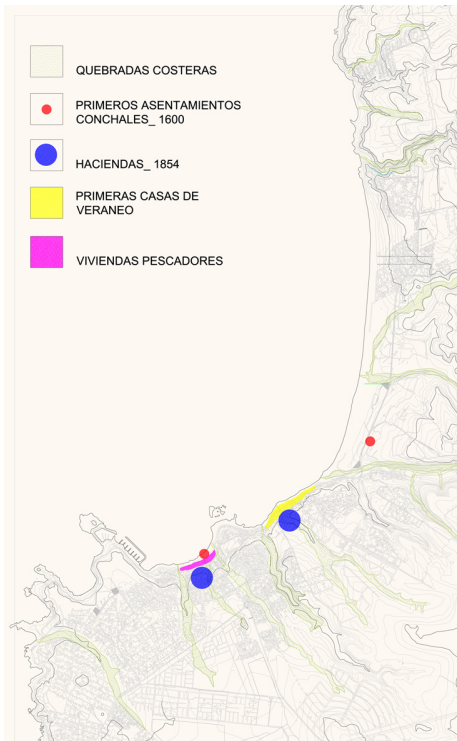 QUEBRADAS COSTERAS
PRIMEROS ASENTAMIENTOS
CONCHALES_ 1600
HACIENDAS_ 1854
PRIMERAS CASAS DE
VERANEO
VIVIENDAS PESCADORES